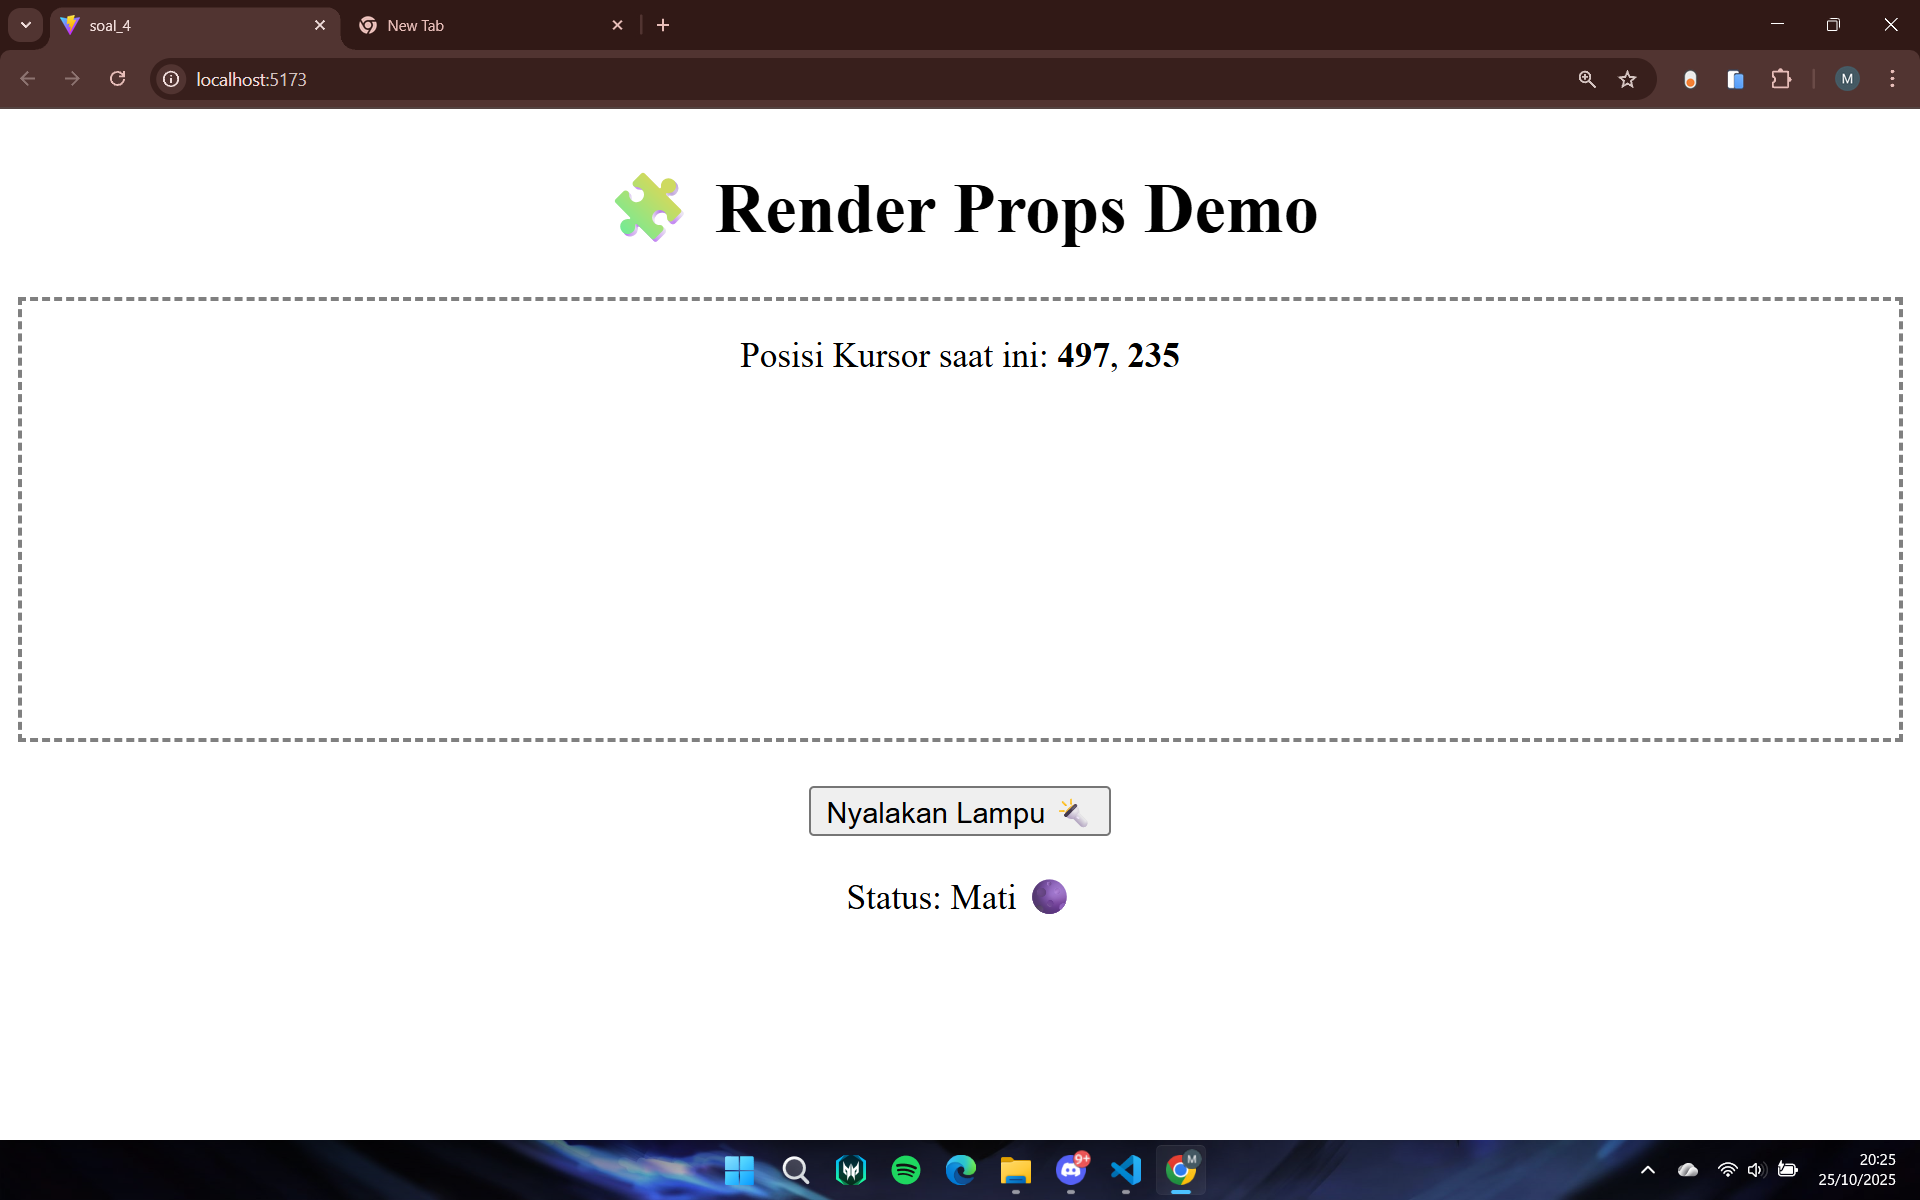 soal_4
New Tab
localhost:5173
M
Render Props Demo
Posisi Kursor saat ini: 497, 235
Nyalakan Lampu
Status: Mati
9+
M
20:25
25/10/2025